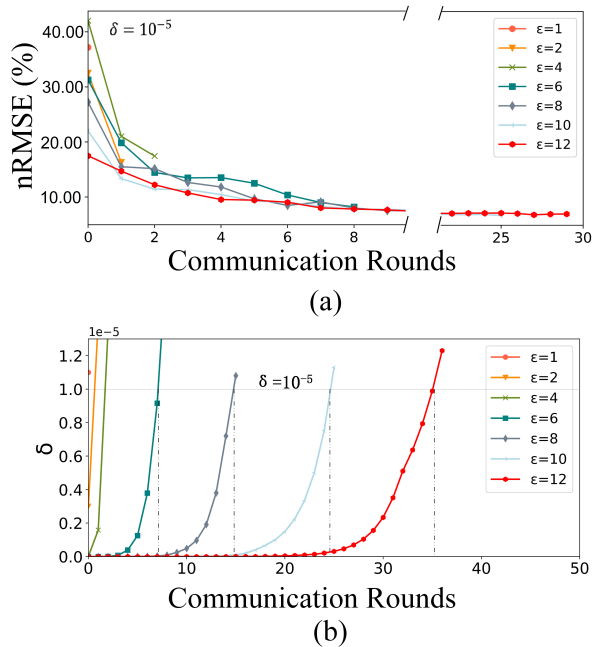 δ = 10⁻⁵
nRMSE (%)
40.00
30.00
20.00
10.00
ε=1
ε=2
ε=4
ε=6
ε=8
ε=10
ε=12
0
2
4
6
8
25
30
Communication Rounds
(a)
1e-5
δ
1.2
1.0
0.8
0.6
0.4
0.2
0.0
δ =10⁻⁵
ε=1
ε=2
ε=4
ε=6
ε=8
ε=10
ε=12
0
10
20
30
40
50
Communication Rounds
(b)